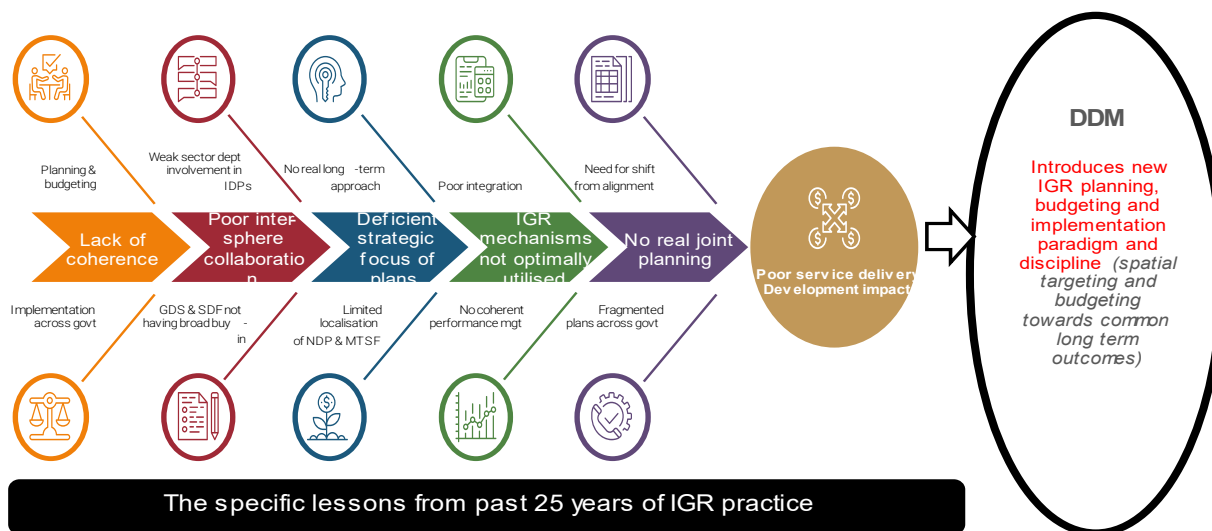 Planning &
budgeting
Weak sector dept
involvement in
IDPs
No real long -term
approach
Poor integration
Need for shift
from alignment
Lack of
coherence
Poor inter-
sphere
collaboratio
n
Deficient
strategic
focus of
plans
IGR
mechanisms
not optimally
utilised
No real joint
planning
Implementation
across govt
GDS & SDF not
having broad buy -
in
Limited
localisation
of NDP & MTSF
No coherent
performance mgt
Fragmented
plans across govt
Poor service delivery
Development impact
DDM
Introduces new
IGR planning,
budgeting and
implementation
paradigm and
discipline (spatial
targeting and
budgeting
towards common
long term
outcomes)
The specific lessons from past 25 years of IGR practice